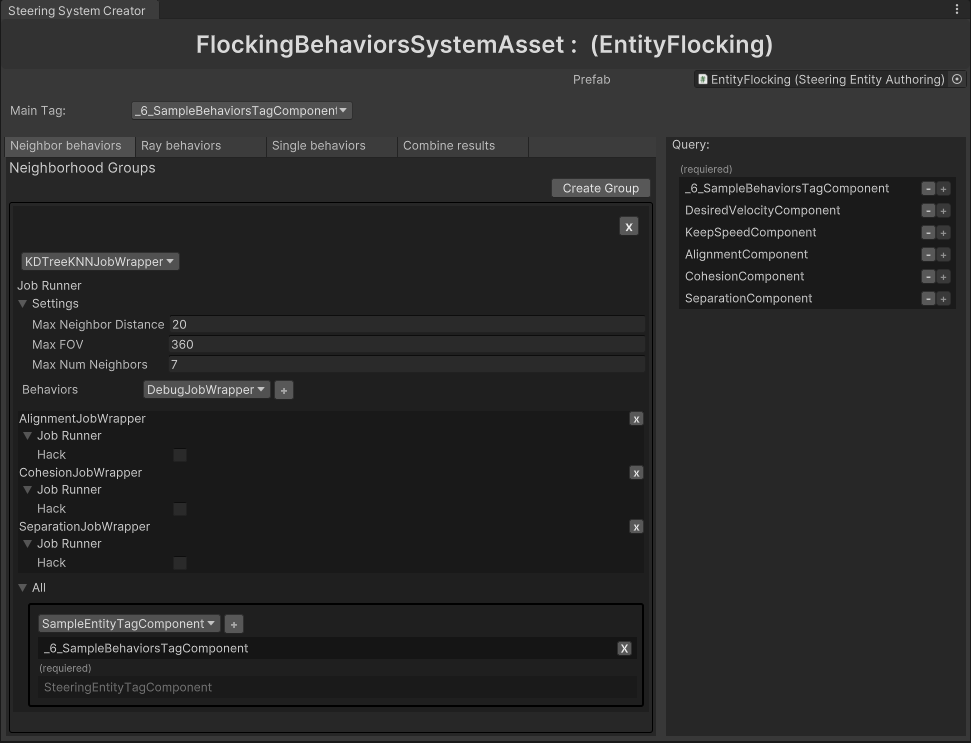 Steering System Creator
FlockingBehaviorsSystemAsset : (EntityFlocking)
Prefab
EntityFlocking (Steering Entity Authoring)
Main Tag:
_6_SampleBehaviorsTagComponent
Neighbor behaviors
Ray behaviors
Single behaviors
Combine results
Neighborhood Groups
Create Group
X
KDTreeKNNJobWrapper
Job Runner
Settings
Max Neighbor Distance 20
Max FOV 360
Max Num Neighbors 7
Behaviors DebugJobWrapper +
AlignmentJobWrapper x
Job Runner
Hack
CohesionJobWrapper x
Job Runner
Hack
SeparationJobWrapper x
Job Runner
Hack
All
SampleEntityTagComponent +
_6_SampleBehaviorsTagComponent X
(requiered)
SteeringEntityTagComponent
Query:
(requiered)
_6_SampleBehaviorsTagComponent - +
DesiredVelocityComponent - +
KeepSpeedComponent - +
AlignmentComponent - +
CohesionComponent - +
SeparationComponent - +